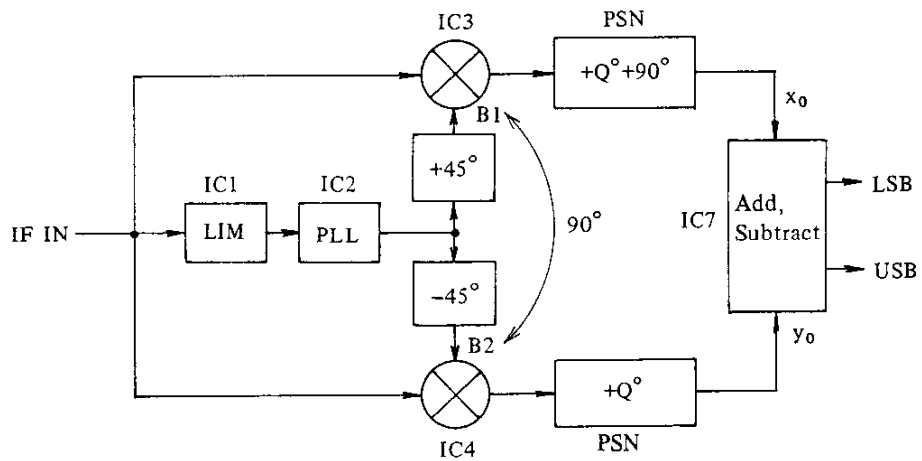 IC3
PSN
+Q°+90°
B1
x₀
+45°
IC1
IC2
LSB
IF IN
LIM
PLL
90°
IC7
Add,
Subtract
−45°
USB
B2
y₀
+Q°
IC4
PSN